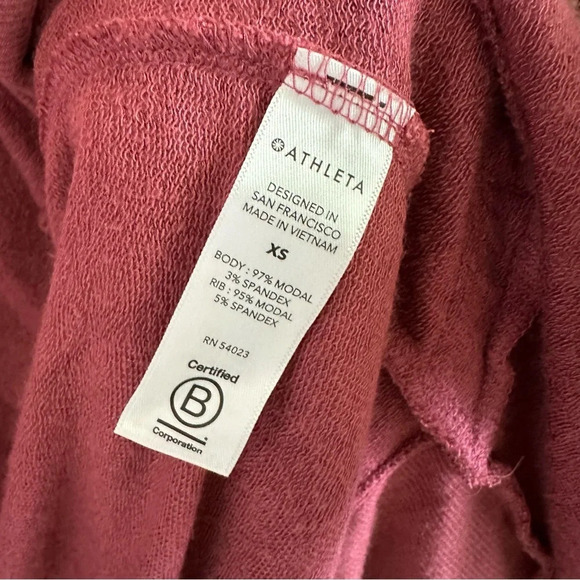 ATHLETA
DESIGNED IN
SAN FRANCISCO
MADE IN VIETNAM
XS
BODY : 97% MODAL
3% SPANDEX
RIB : 95% MODAL
5% SPANDEX
RN 54023
Certified
B
Corporation